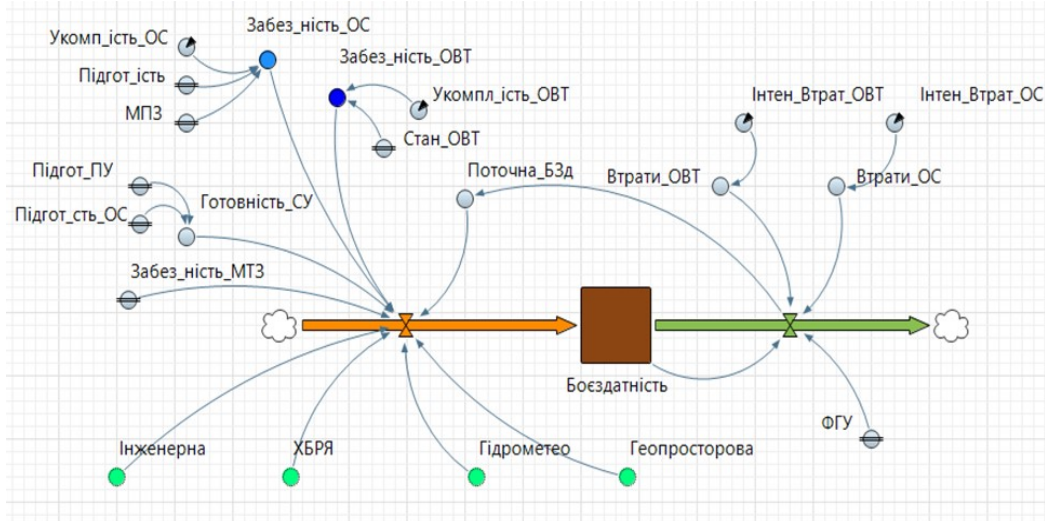 Забез_ність_ОС
Укомп_ість_ОС
Забез_ність_ОВТ
Підгот_ість
Укомпл_ість_ОВТ
Інтен_Втрат_ОВТ
Інтен_Втрат_ОС
МПЗ
Стан_ОВТ
Підгот_ПУ
Поточна_БЗд
Втрати_ОВТ
Втрати_ОС
Готовність_СУ
Підгот_сть_ОС
Забез_ність_МТЗ
Боєздатність
ФГУ
Інженерна
ХБРЯ
Гідрометео
Геопросторова